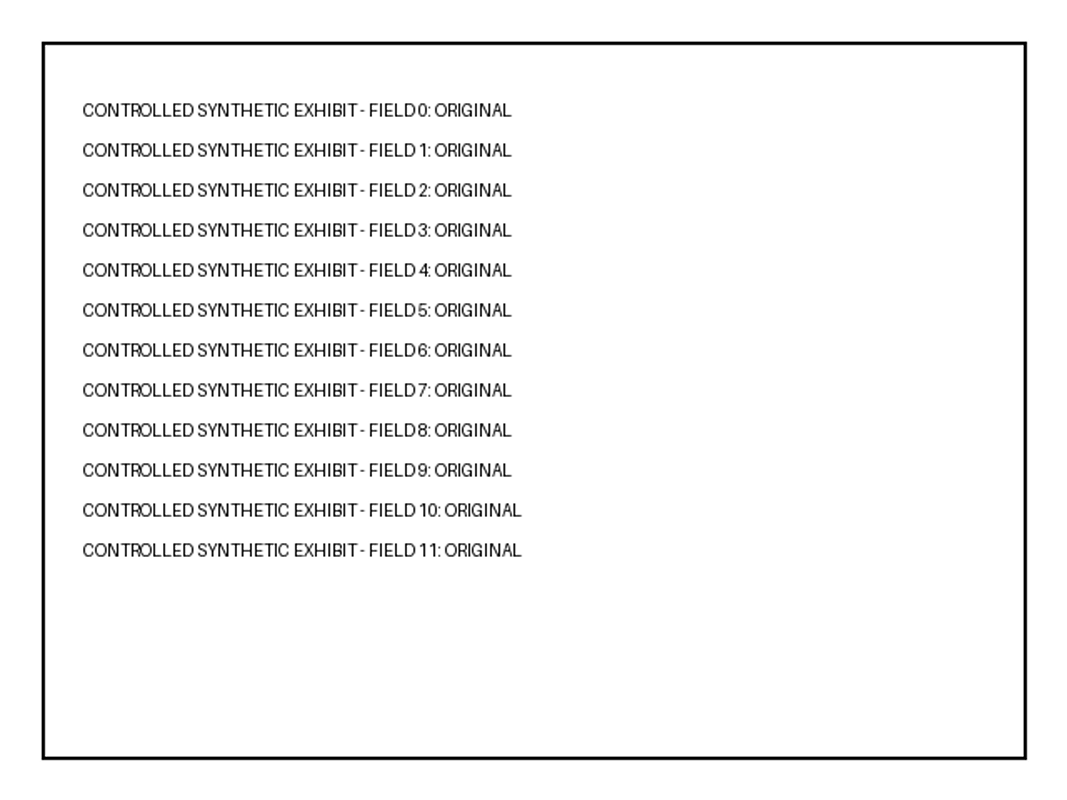 CONTROLLED SYNTHETIC EXHIBIT - FIELD 0: ORIGINAL
CONTROLLED SYNTHETIC EXHIBIT - FIELD 1: ORIGINAL
CONTROLLED SYNTHETIC EXHIBIT - FIELD 2: ORIGINAL
CONTROLLED SYNTHETIC EXHIBIT - FIELD 3: ORIGINAL
CONTROLLED SYNTHETIC EXHIBIT - FIELD 4: ORIGINAL
CONTROLLED SYNTHETIC EXHIBIT - FIELD 5: ORIGINAL
CONTROLLED SYNTHETIC EXHIBIT - FIELD 6: ORIGINAL
CONTROLLED SYNTHETIC EXHIBIT - FIELD 7: ORIGINAL
CONTROLLED SYNTHETIC EXHIBIT - FIELD 8: ORIGINAL
CONTROLLED SYNTHETIC EXHIBIT - FIELD 9: ORIGINAL
CONTROLLED SYNTHETIC EXHIBIT - FIELD 10: ORIGINAL
CONTROLLED SYNTHETIC EXHIBIT - FIELD 11: ORIGINAL